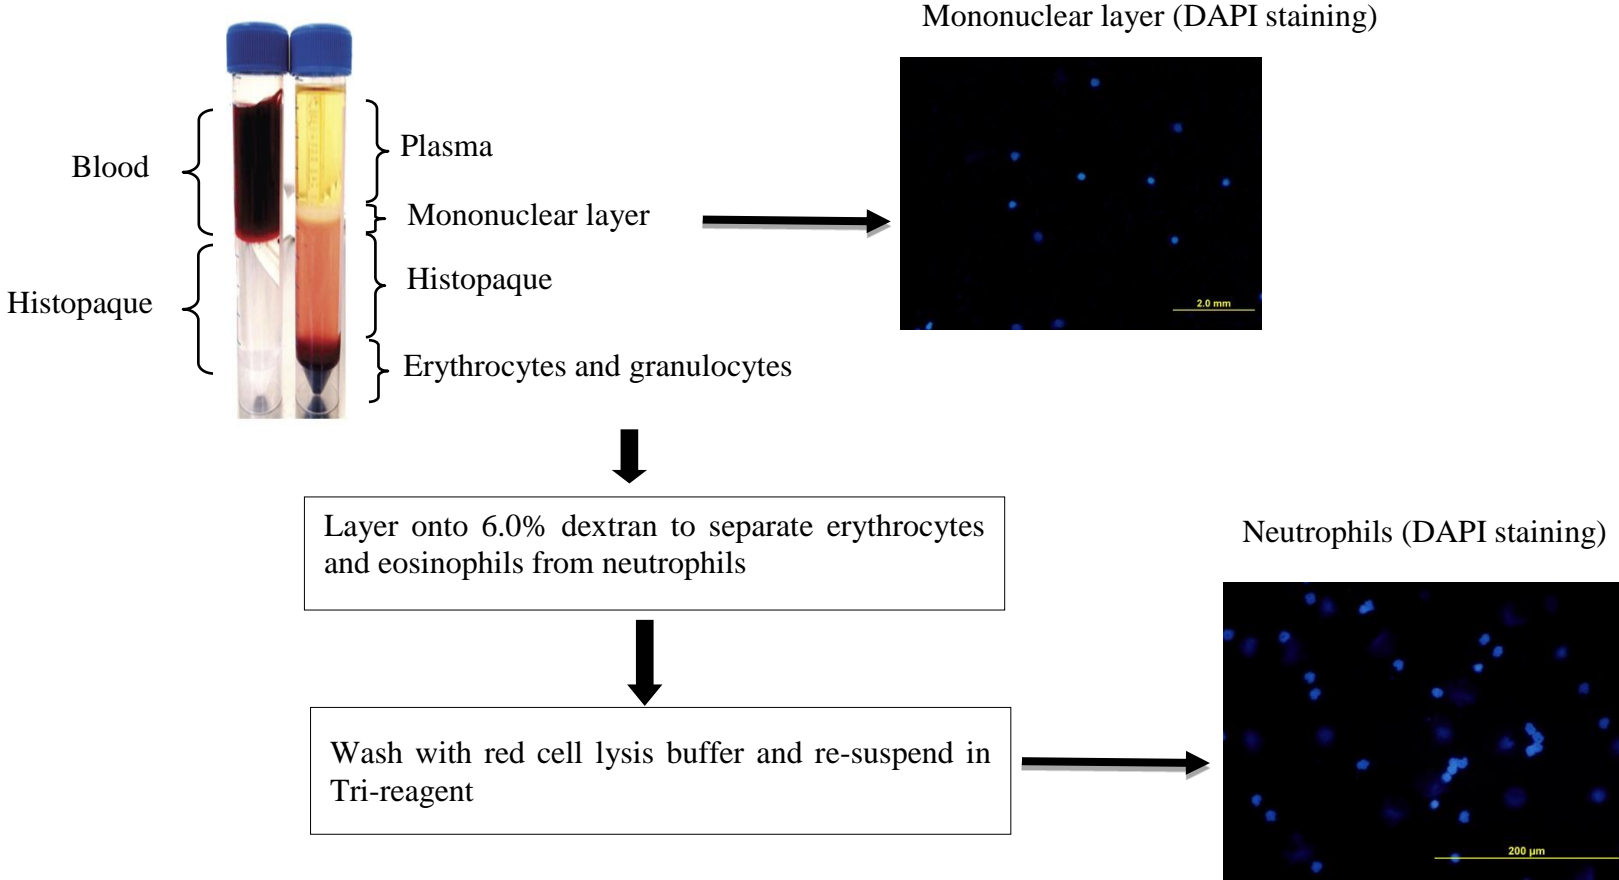 Mononuclear layer (DAPI staining)
Blood
Plasma
Mononuclear layer
Histopaque
Histopaque
Erythrocytes and granulocytes
2.0 mm
Layer onto 6.0% dextran to separate erythrocytes
and eosinophils from neutrophils
Neutrophils (DAPI staining)
Wash with red cell lysis buffer and re-suspend in
Tri-reagent
200 µm